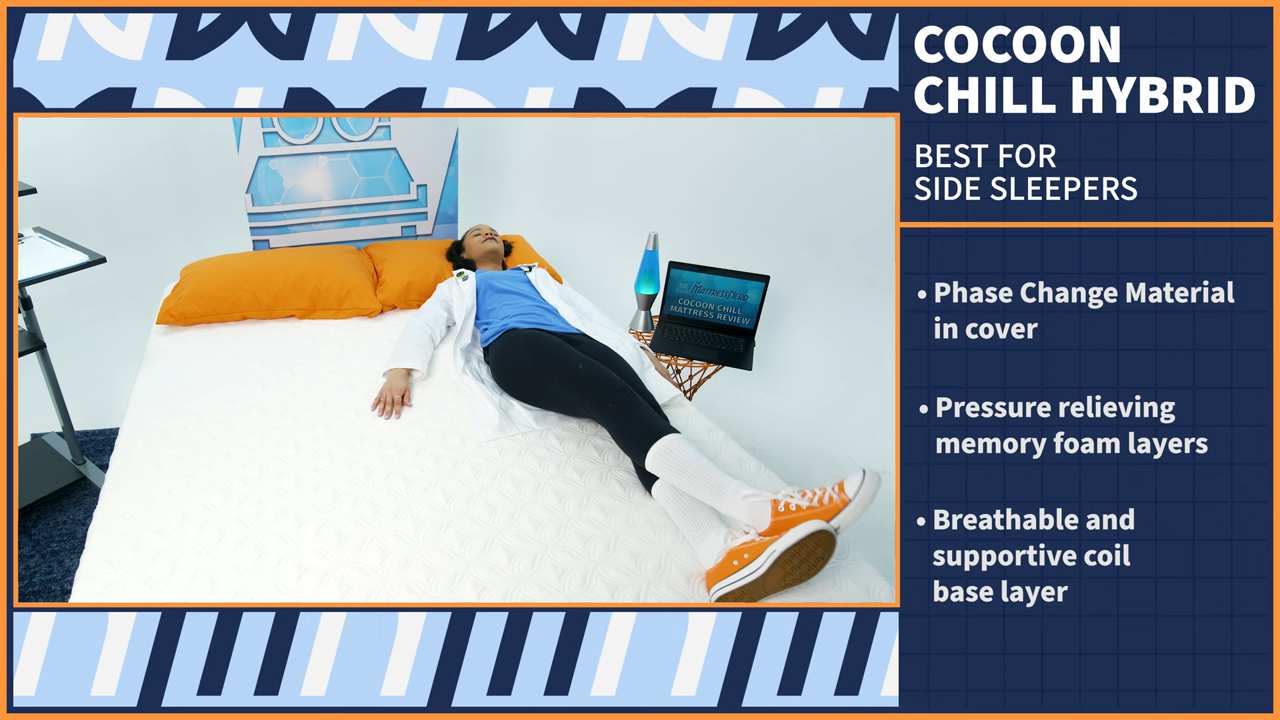 COCOON
CHILL HYBRID
BEST FOR
SIDE SLEEPERS
• Phase Change Material
in cover
• Pressure relieving
memory foam layers
• Breathable and
supportive coil
base layer
MATTRESSNERD
COCOON CHILL
MATTRESS REVIEW